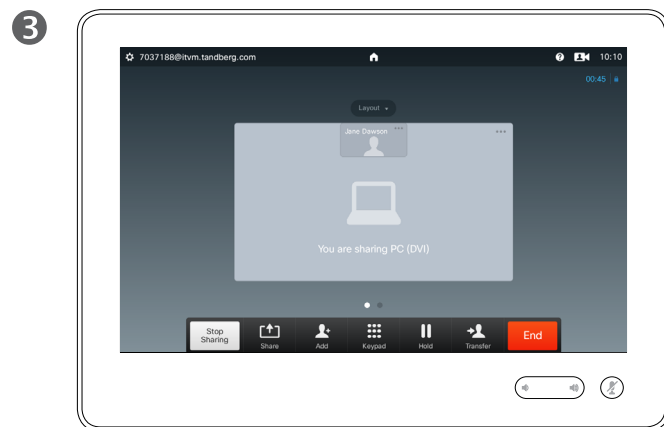 3
7037188@itvm.tandberg.com
10:10
00:45
Layout
Jane Dawson
You are sharing PC (DVI)
Stop
Sharing
Share
Add
Keypad
Hold
Transfer
End